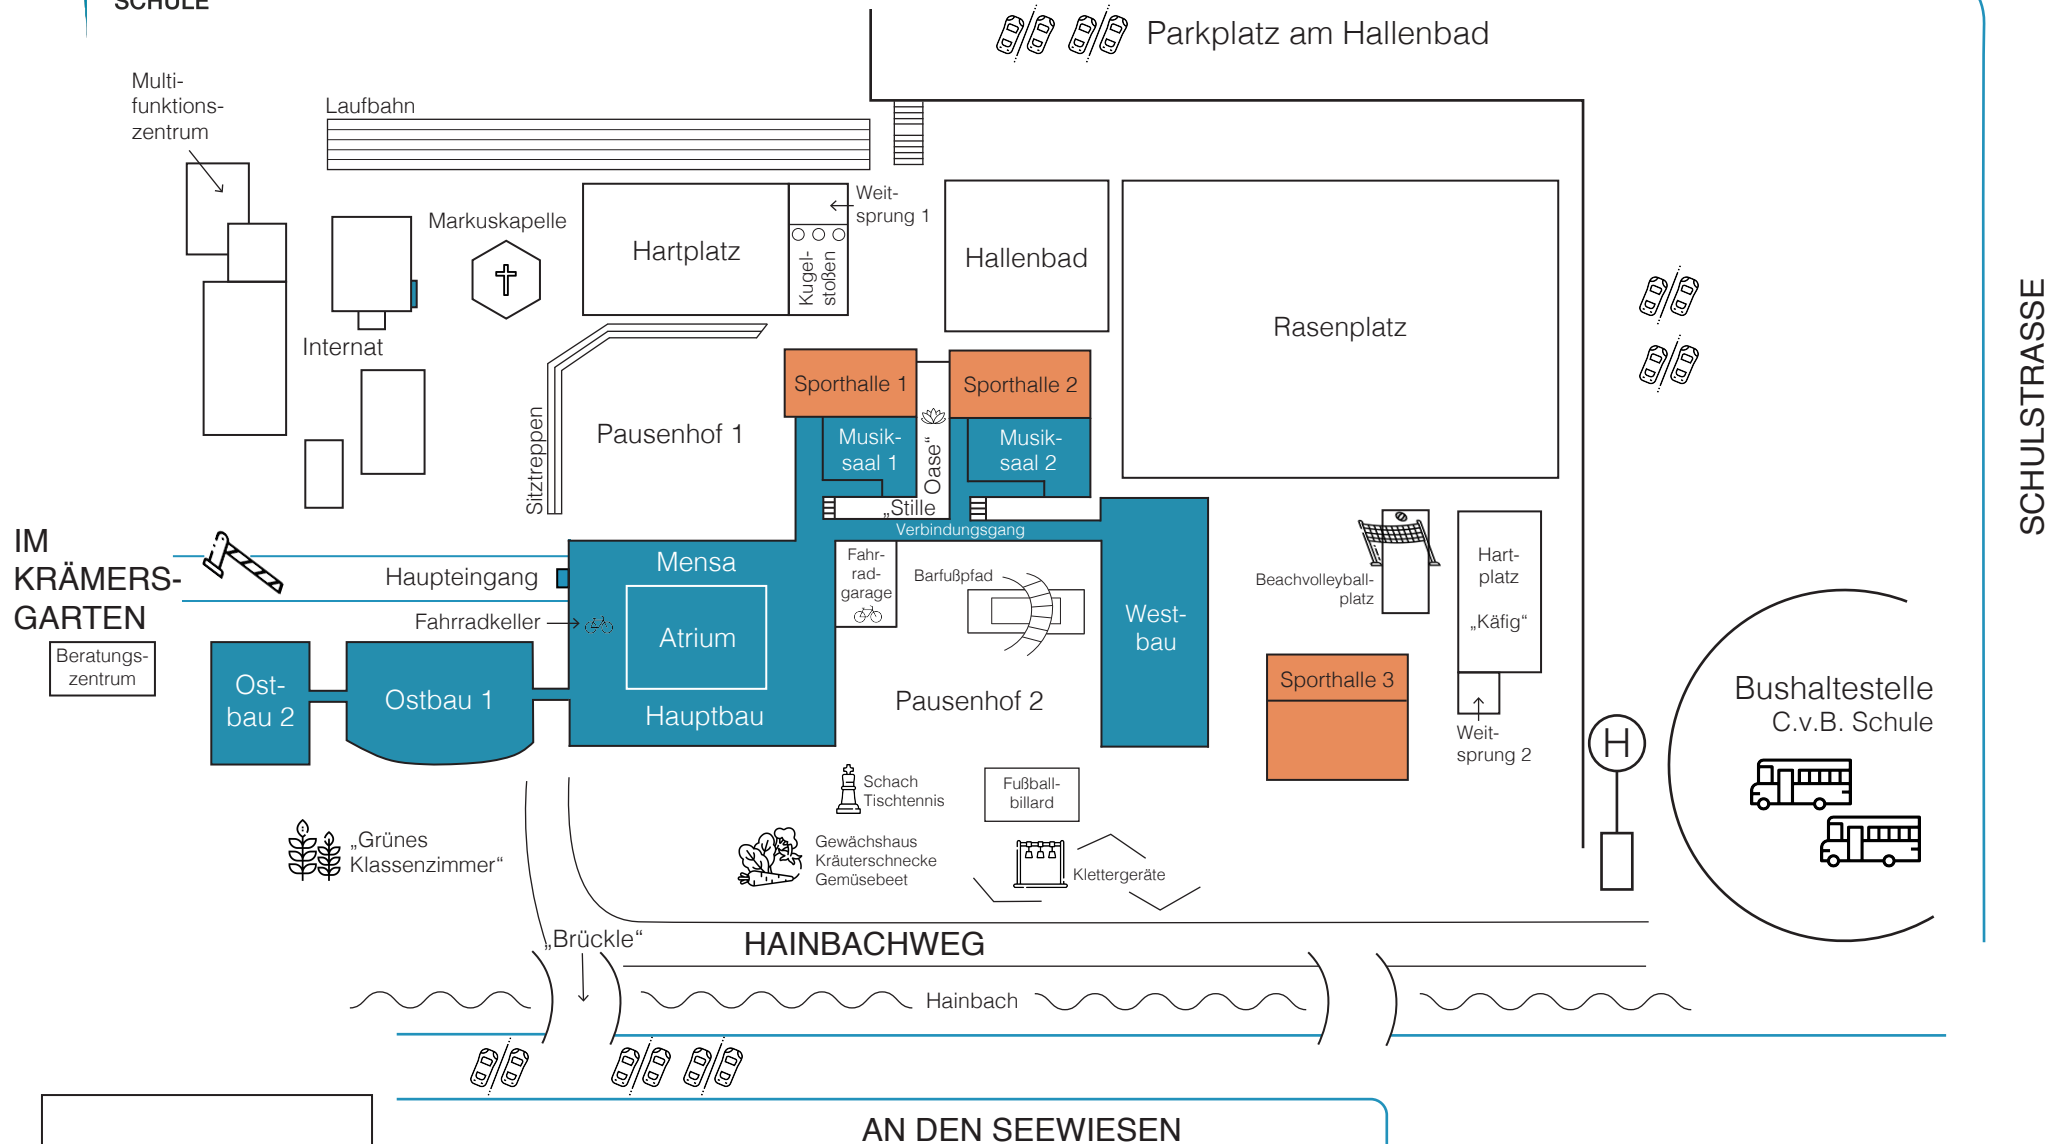 SCHULE
Parkplatz am Hallenbad
Multi-
funktions-
zentrum
Laufbahn
Weit-
sprung 1
Markuskapelle
Hartplatz
Kugel-
stoßen
Hallenbad
Rasenplatz
Internat
SCHULSTRASSE
Sporthalle 1
Sporthalle 2
Sitztreppen
Pausenhof 1
Musik-
saal 1
Musik-
saal 2
„Stille
Oase“
Verbindungsgang
IM
KRÄMERS-
GARTEN
Haupteingang
Mensa
Fahr-
rad-
garage
Barfußpfad
Beachvolleyball-
platz
Hart-
platz
„Käfig“
Fahrradkeller
Atrium
West-
bau
Beratungs-
zentrum
Ost-
bau 2
Ostbau 1
Hauptbau
Pausenhof 2
Sporthalle 3
Weit-
sprung 2
H
Bushaltestelle
C.v.B. Schule
Schach
Tischtennis
Fußball-
billard
„Grünes
Klassenzimmer“
Gewächshaus
Kräuterschnecke
Gemüsebeet
Klettergeräte
„Brückle“
HAINBACHWEG
Hainbach
AN DEN SEEWIESEN